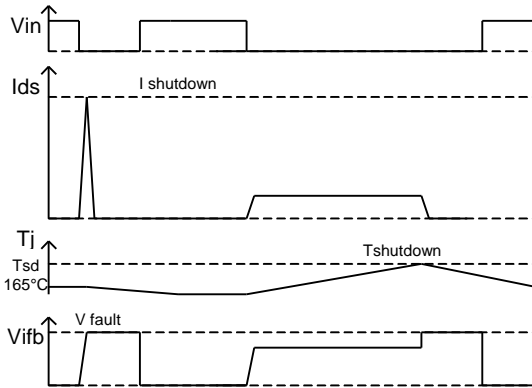 Vin
Ids
I shutdown
Tj
Tsd
165°C
Tshutdown
Vifb
V fault